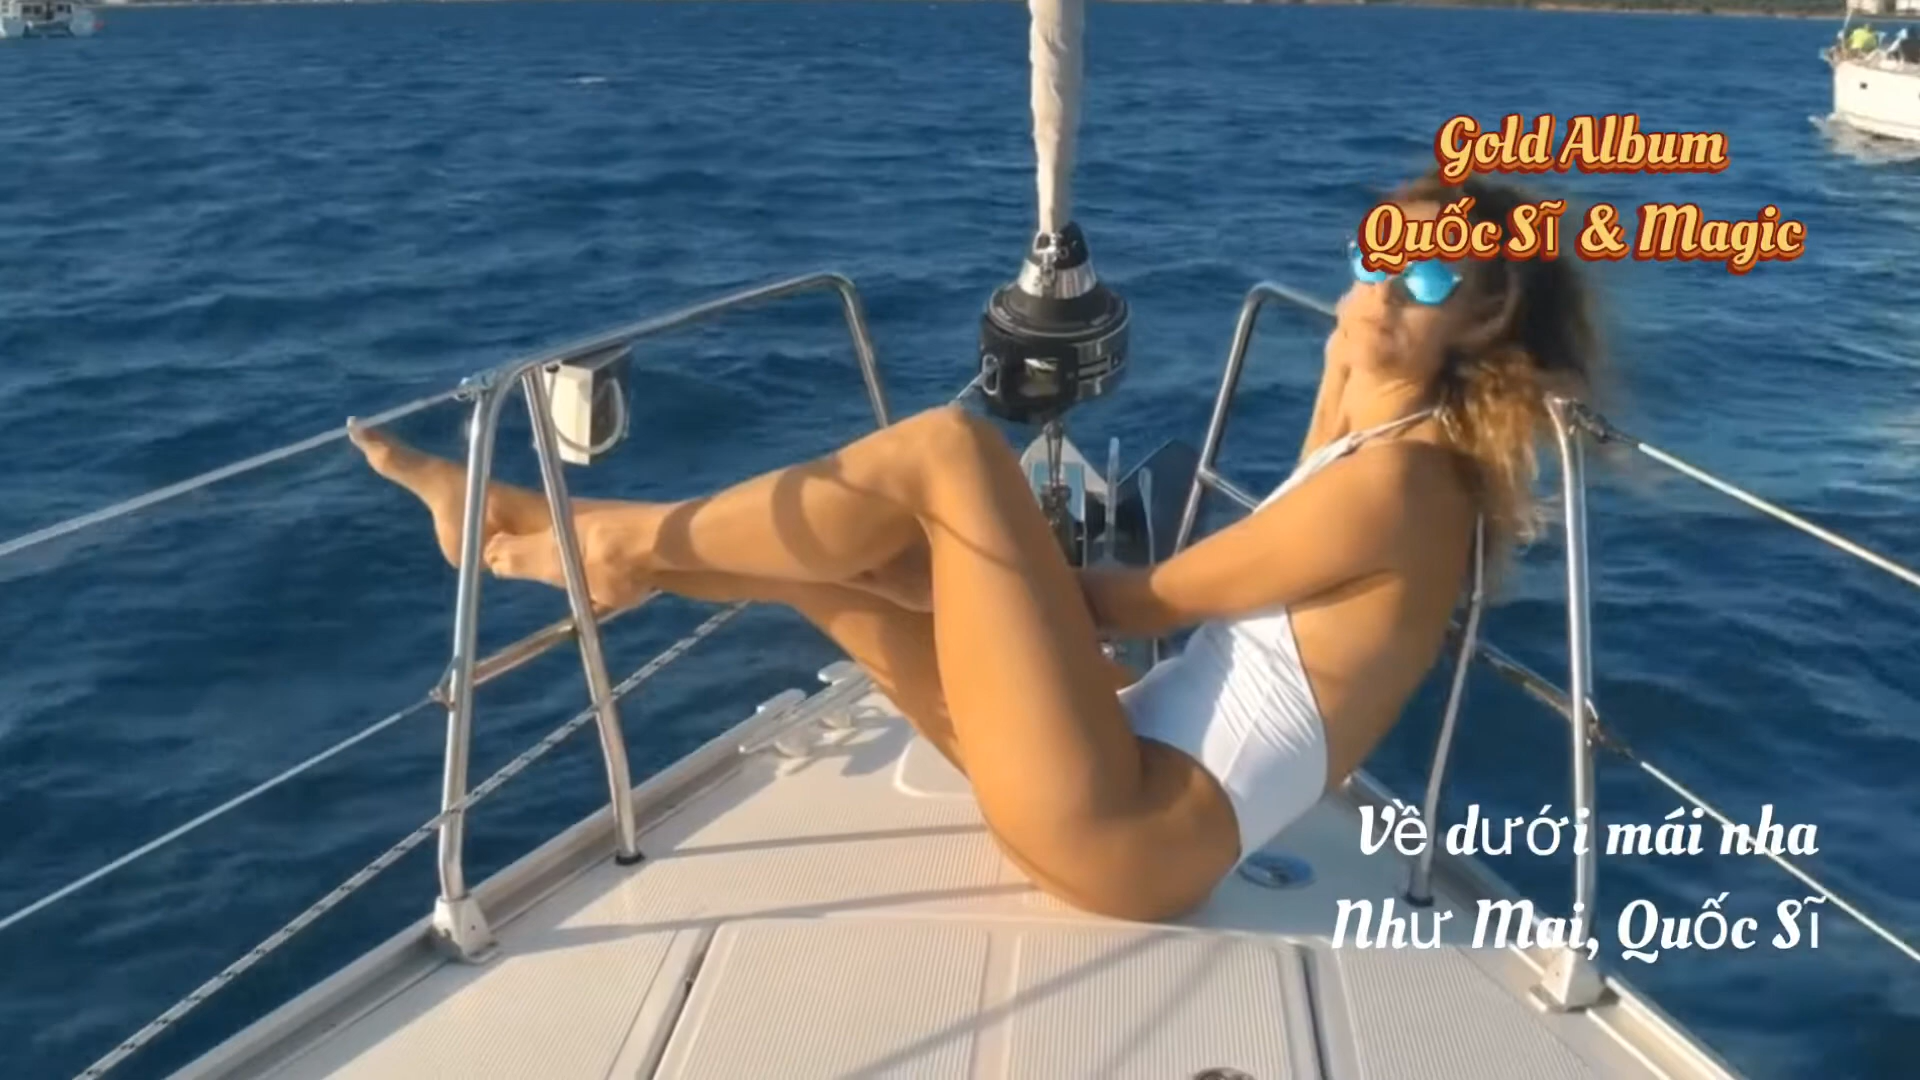 Gold Album
Quốc Sĩ & Magic
Về dưới mái nha
Như Mai, Quốc Sĩ